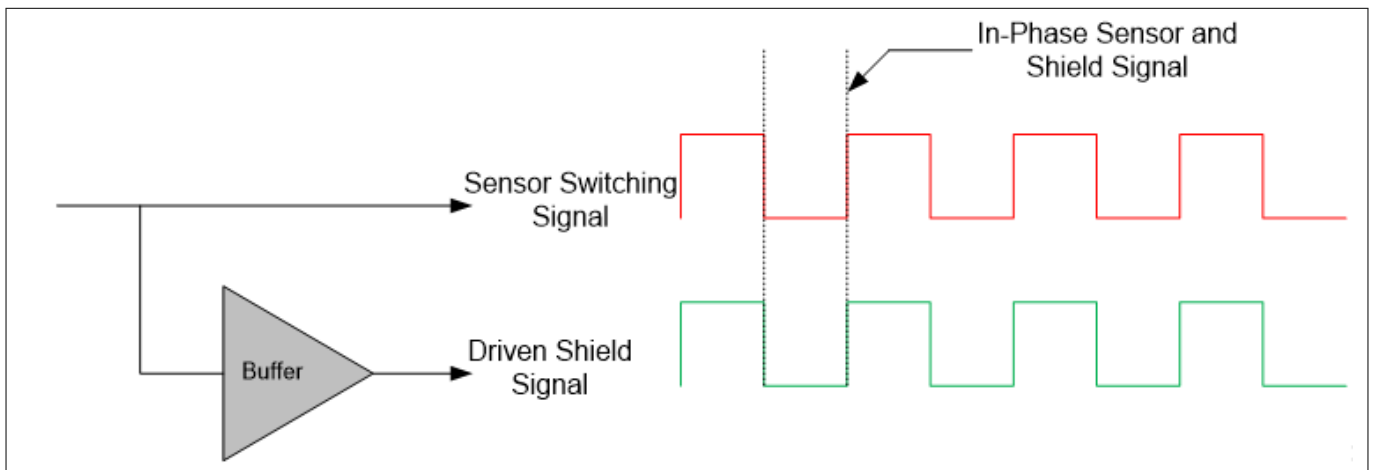 In-Phase Sensor and
Shield Signal
Sensor Switching
Signal
Buffer
Driven Shield
Signal